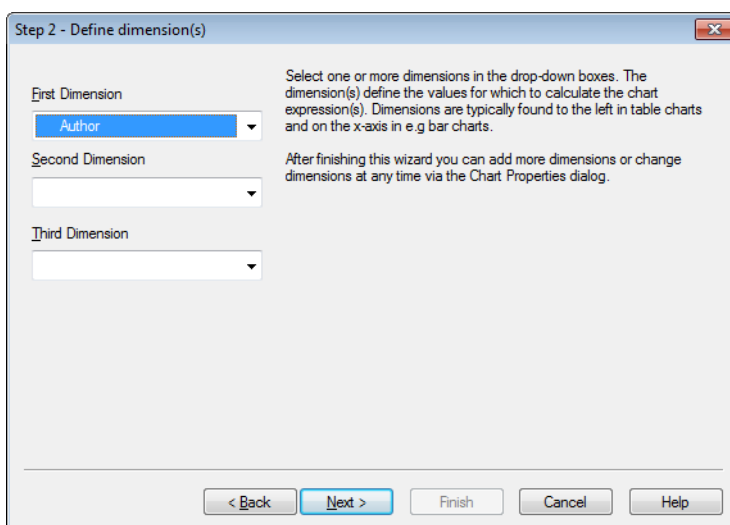 Step 2 - Define dimension(s)
First Dimension
Author
Second Dimension
Third Dimension
Select one or more dimensions in the drop-down boxes. The
dimension(s) define the values for which to calculate the chart
expression(s). Dimensions are typically found to the left in table charts
and on the x-axis in e.g bar charts.
After finishing this wizard you can add more dimensions or change
dimensions at any time via the Chart Properties dialog.
< Back
Next >
Finish
Cancel
Help